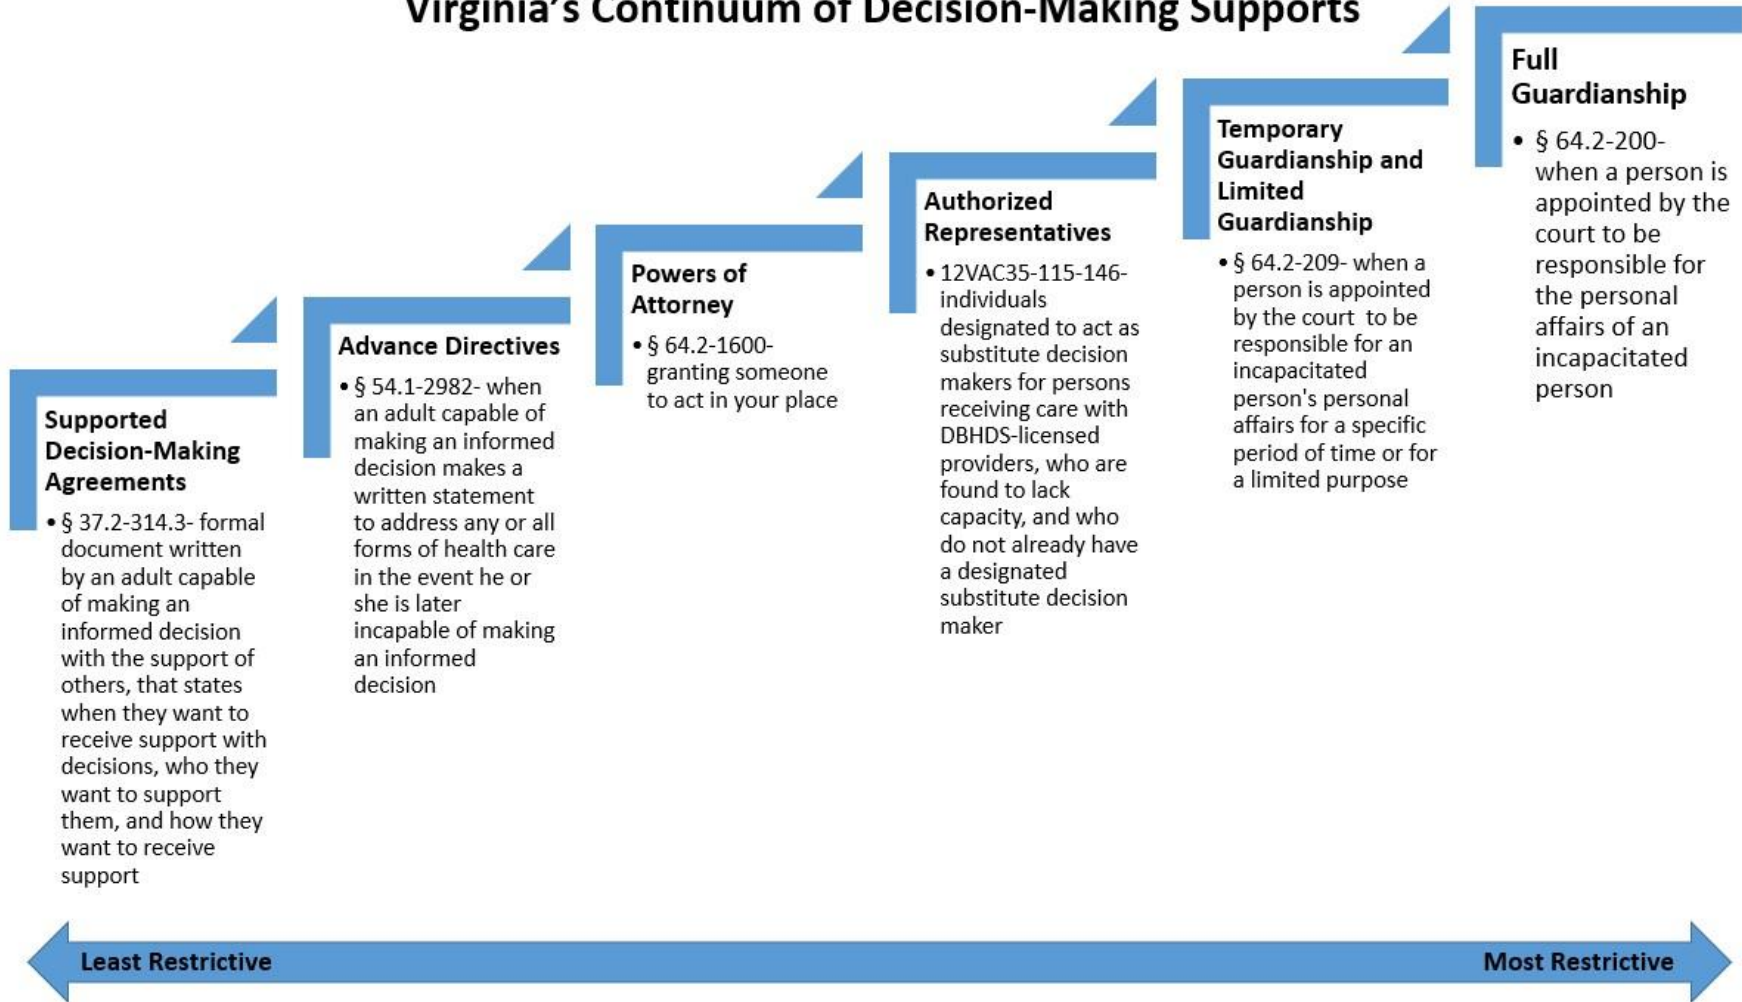 Virginia's Continuum of Decision-Making Supports
Supported
Decision-Making
Agreements
• § 37.2-314.3- formal
document written
by an adult capable
of making an
informed decision
with the support of
others, that states
when they want to
receive support with
decisions, who they
want to support
them, and how they
want to receive
support
Advance Directives
• § 54.1-2982- when
an adult capable of
making an informed
decision makes a
written statement
to address any or all
forms of health care
in the event he or
she is later
incapable of making
an informed
decision
Powers of
Attorney
• § 64.2-1600-
granting someone
to act in your place
Authorized
Representatives
• 12VAC35-115-146-
individuals
designated to act as
substitute decision
makers for persons
receiving care with
DBHDS-licensed
providers, who are
found to lack
capacity, and who
do not already have
a designated
substitute decision
maker
Temporary
Guardianship and
Limited
Guardianship
• § 64.2-209- when a
person is appointed
by the court to be
responsible for an
incapacitated
person's personal
affairs for a specific
period of time or for
a limited purpose
Full
Guardianship
• § 64.2-200-
when a person is
appointed by the
court to be
responsible for
the personal
affairs of an
incapacitated
person
Least Restrictive
Most Restrictive